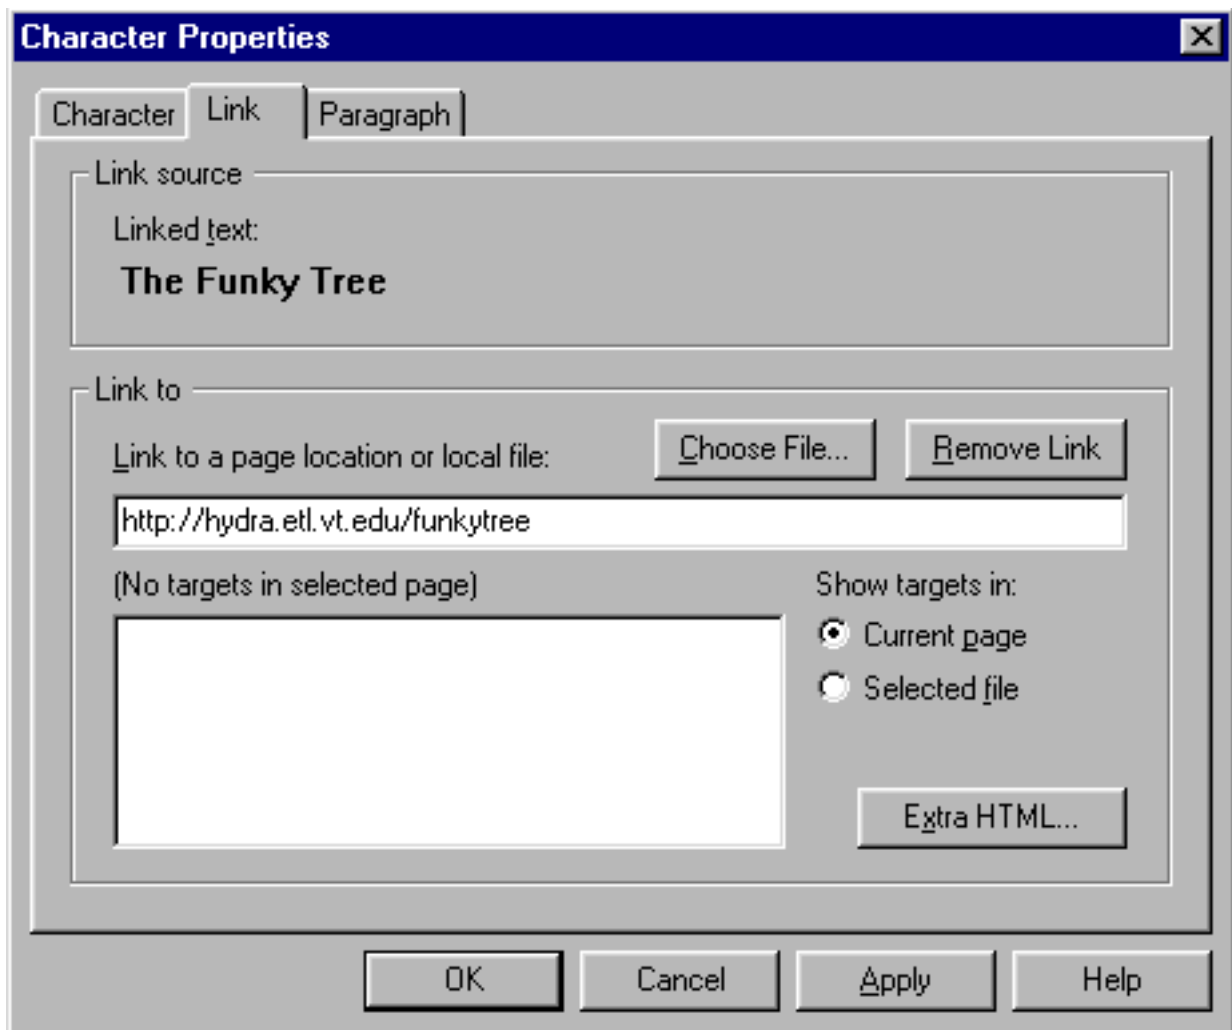 Character Properties
Character Link Paragraph
Link source
Linked text:
The Funky Tree
Link to
Link to a page location or local file: Choose File... Remove Link
http://hydra.etl.vt.edu/funkytree
(No targets in selected page) Show targets in:
Current page
Selected file
Extra HTML...
OK Cancel Apply Help